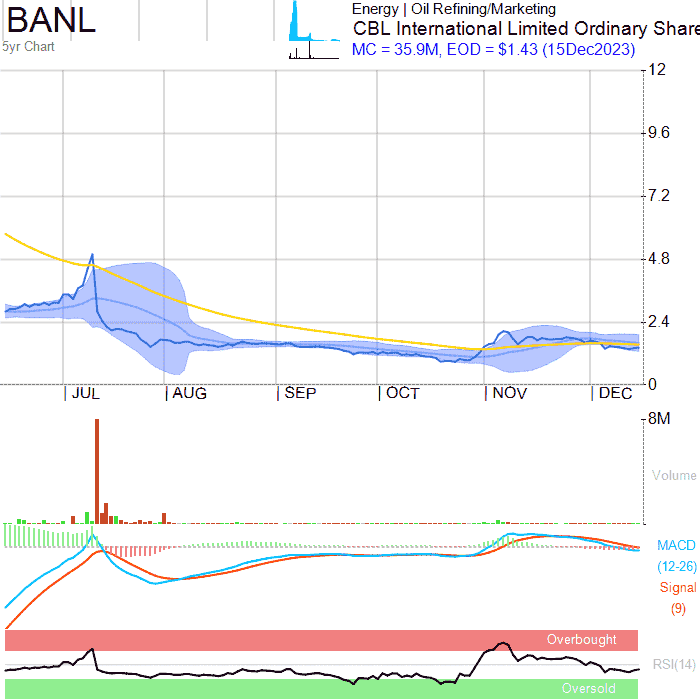 BANL
5yr Chart
Energy | Oil Refining/Marketing
CBL International Limited Ordinary Share
MC = 35.9M, EOD = $1.43 (15Dec2023)
12
9.6
7.2
4.8
2.4
0
JUL AUG SEP OCT NOV DEC
8M
Volume
MACD
(12-26)
Signal
(9)
Overbought
RSI(14)
Oversold